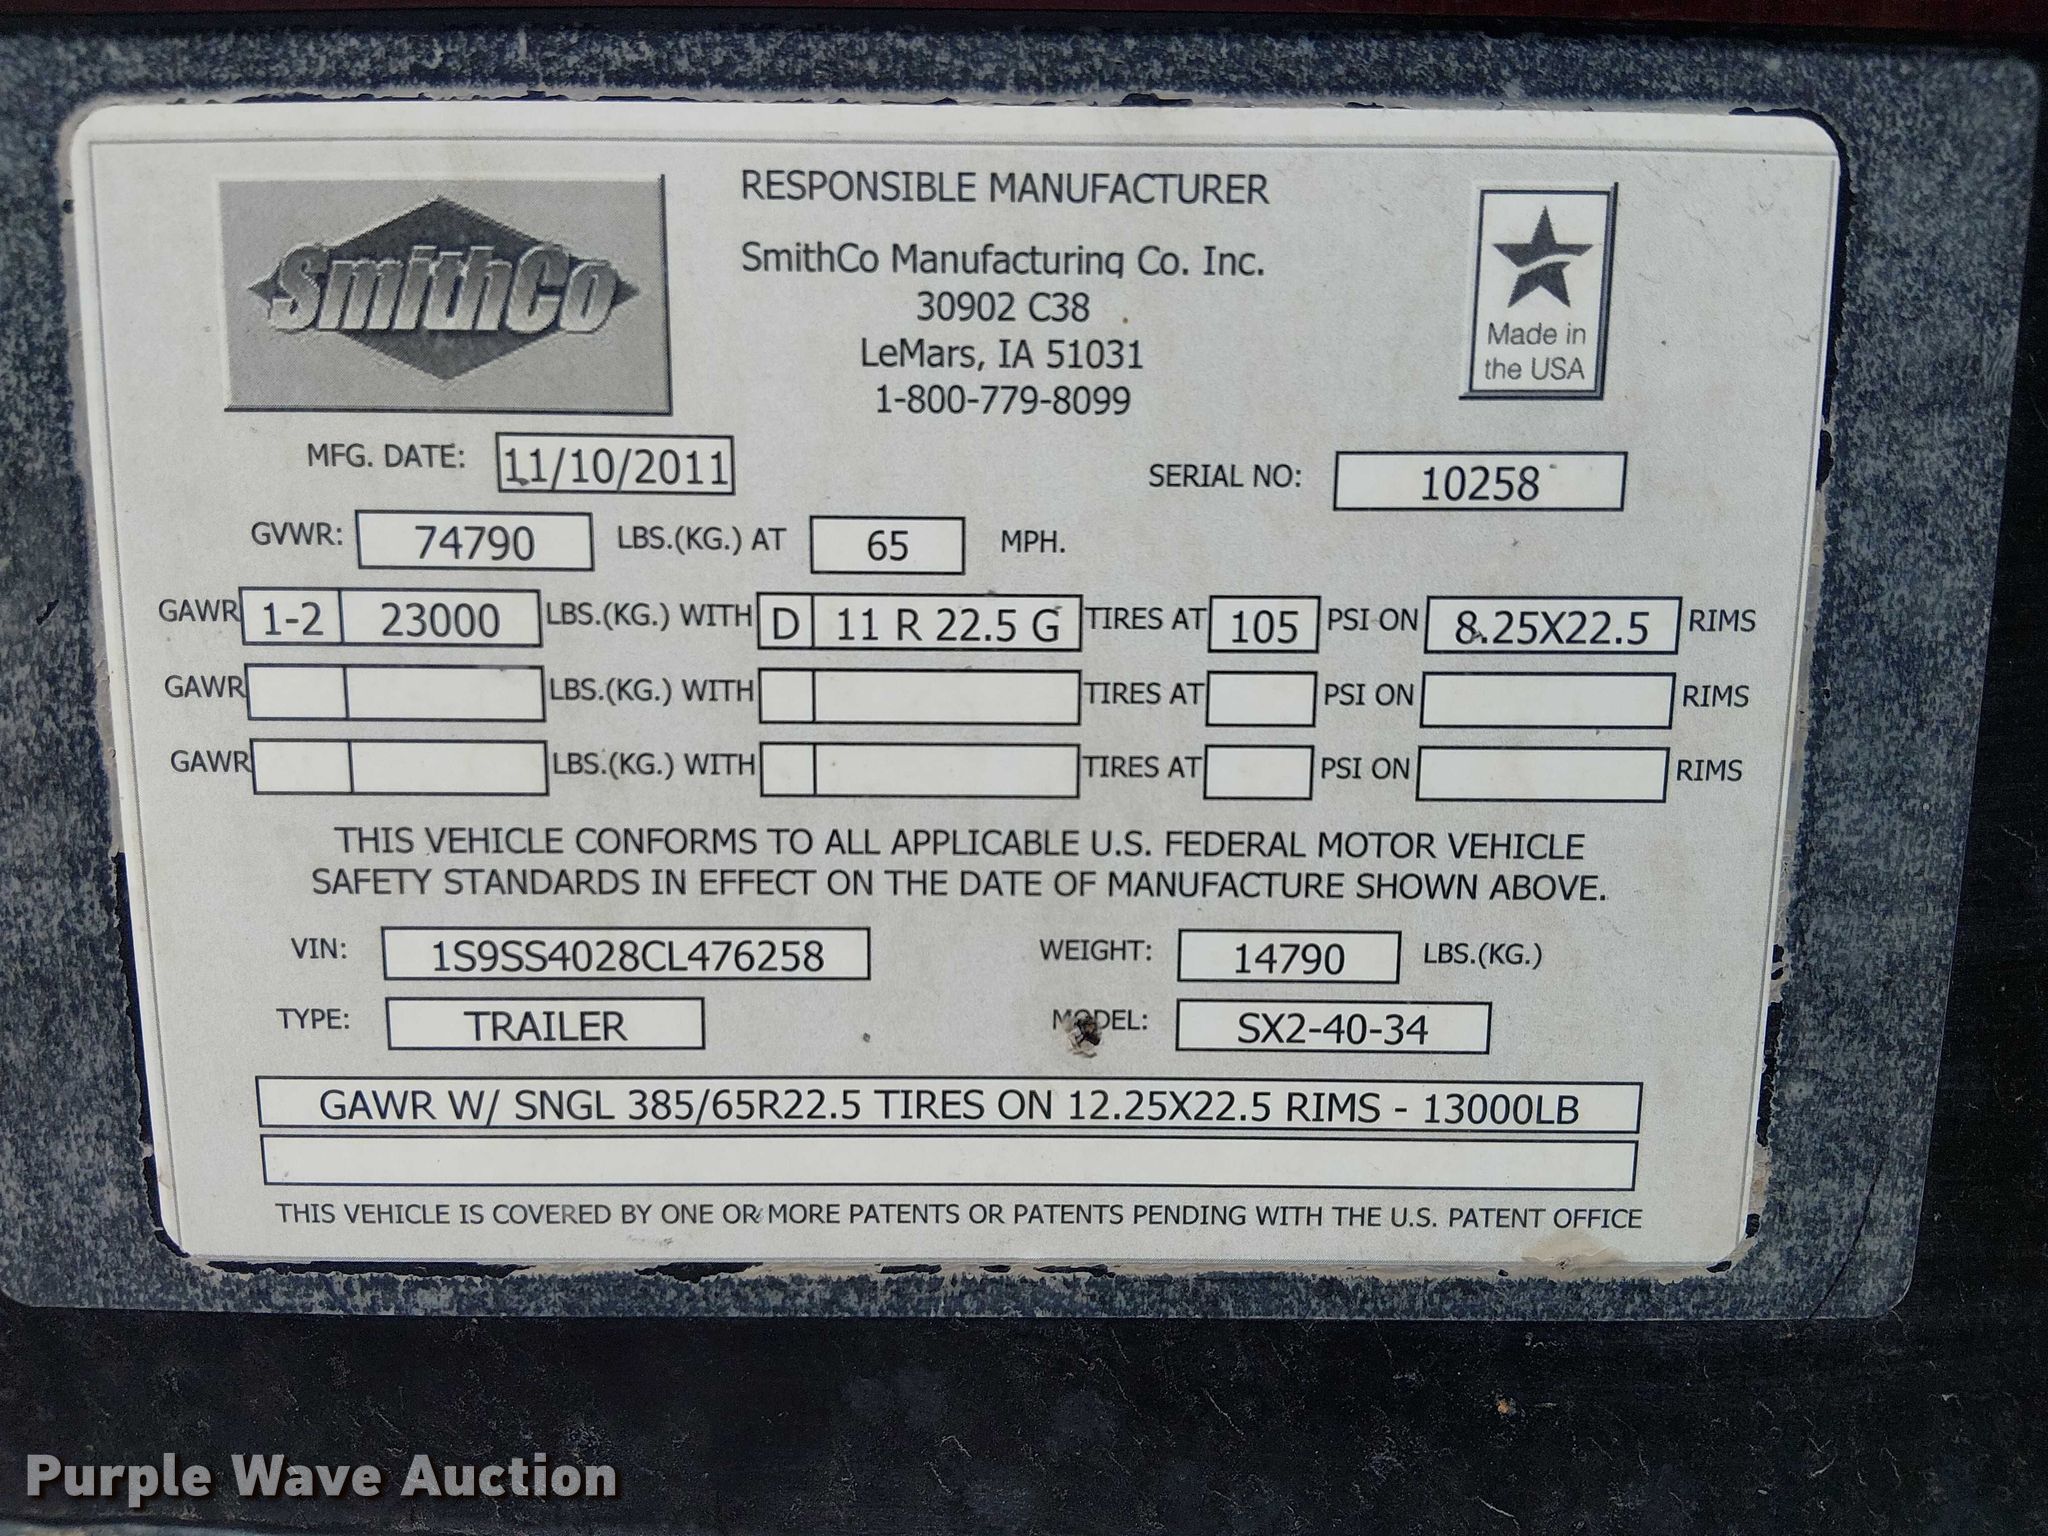 SmithCo
RESPONSIBLE MANUFACTURER
SmithCo Manufacturing Co. Inc.
30902 C38
LeMars, IA 51031
1-800-779-8099
Made in
the USA
MFG. DATE: 11/10/2011 SERIAL NO: 10258
GVWR: 74790 LBS.(KG.) AT 65 MPH.
GAWR 1-2 23000 LBS.(KG.) WITH D 11 R 22.5 G TIRES AT 105 PSI ON 8.25X22.5 RIMS
GAWR LBS.(KG.) WITH TIRES AT PSI ON RIMS
GAWR LBS.(KG.) WITH TIRES AT PSI ON RIMS
THIS VEHICLE CONFORMS TO ALL APPLICABLE U.S. FEDERAL MOTOR VEHICLE
SAFETY STANDARDS IN EFFECT ON THE DATE OF MANUFACTURE SHOWN ABOVE.
VIN: 1S9SS4028CL476258 WEIGHT: 14790 LBS.(KG.)
TYPE: TRAILER MODEL: SX2-40-34
GAWR W/ SNGL 385/65R22.5 TIRES ON 12.25X22.5 RIMS - 13000LB
THIS VEHICLE IS COVERED BY ONE OR MORE PATENTS OR PATENTS PENDING WITH THE U.S. PATENT OFFICE
Purple Wave Auction